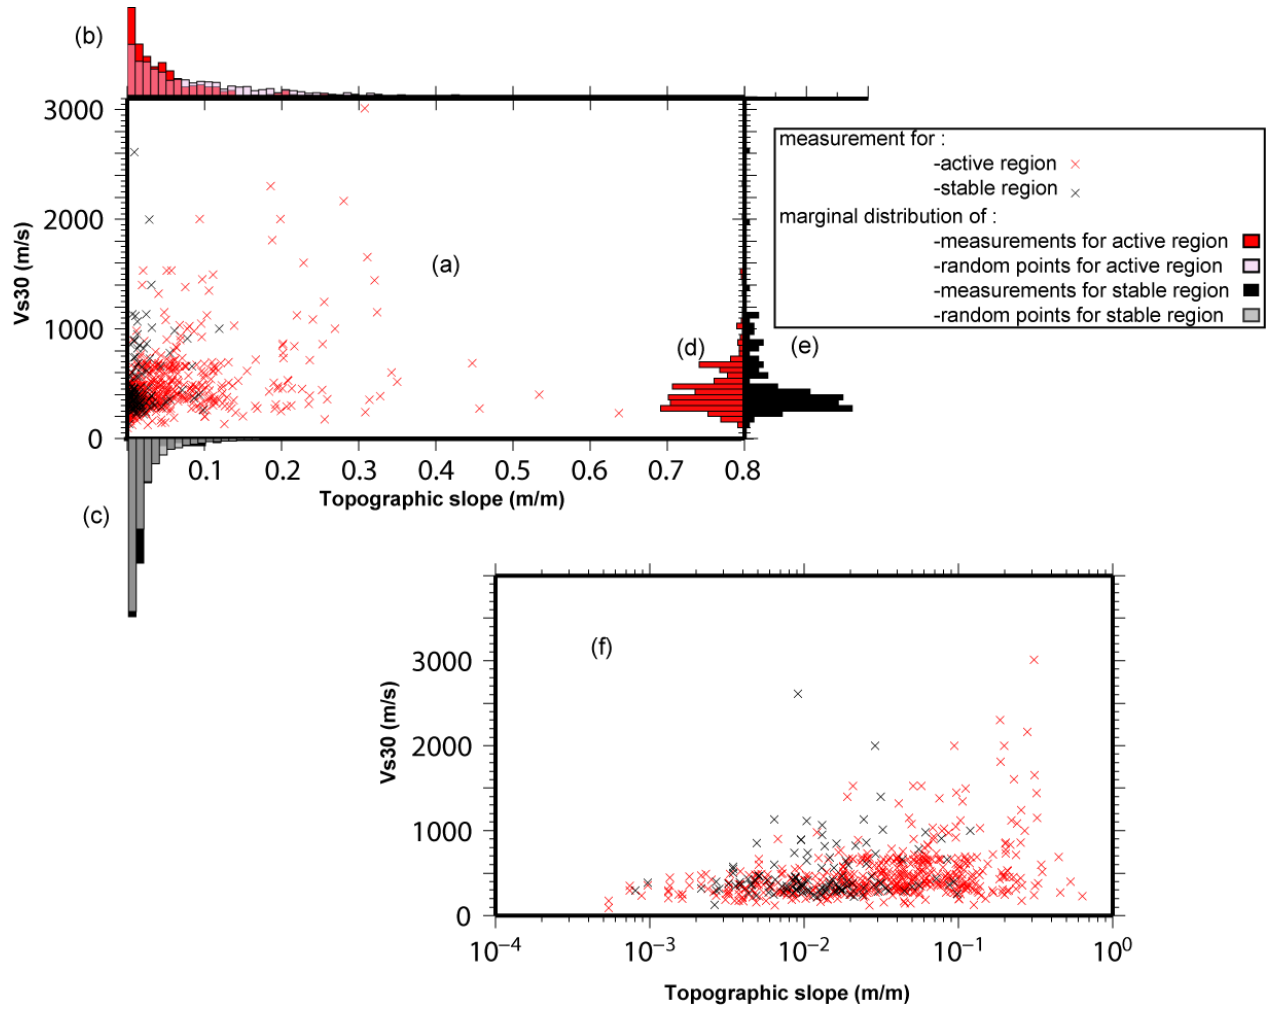 (b)
3000
2000
1000
0
Vs30 (m/s)
(a)
(d)
(e)
0.1 0.2 0.3 0.4 0.5 0.6 0.7 0.8
Topographic slope (m/m)
(c)
measurement for :
-active region
-stable region
marginal distribution of :
-measurements for active region
-random points for active region
-measurements for stable region
-random points for stable region
(f)
3000
2000
1000
0
Vs30 (m/s)
10⁻⁴ 10⁻³ 10⁻² 10⁻¹ 10⁰
Topographic slope (m/m)